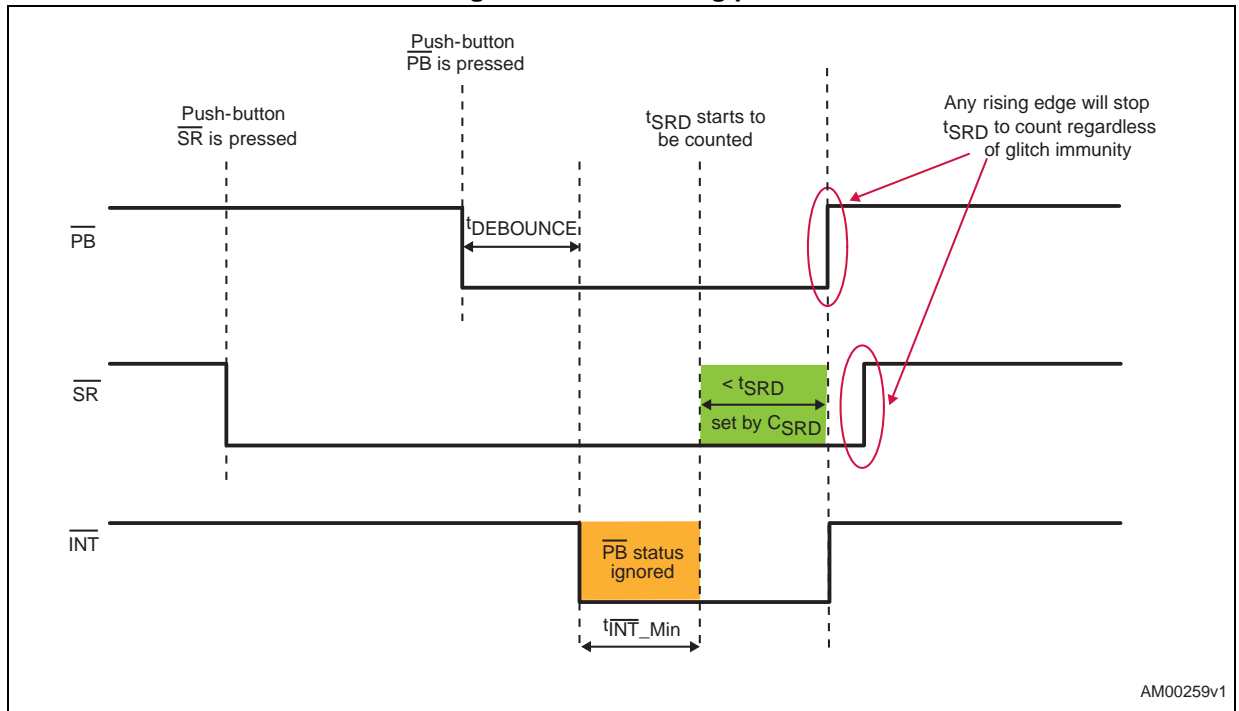 Push-button
PB is pressed
Push-button
SR is pressed
tSRD starts to
be counted
Any rising edge will stop
tSRD to count regardless
of glitch immunity
PB
tDEBOUNCE
SR
< tSRD
set by CSRD
INT
PB status
ignored
tINT_Min
AM00259v1